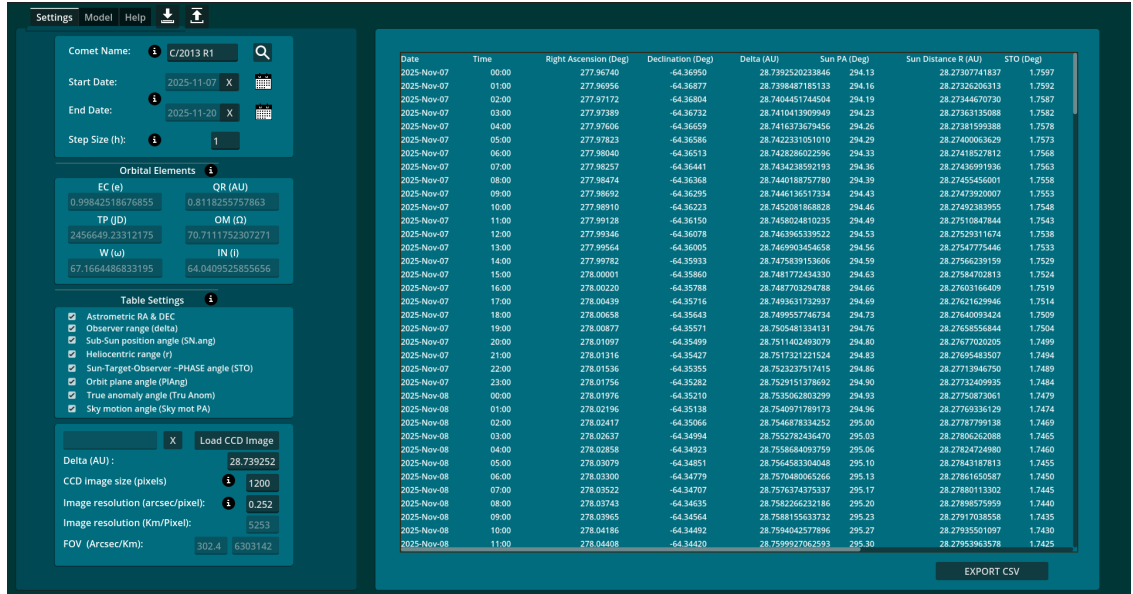 Settings Model Help
Comet Name: i C/2013 R1
Start Date: 2025-11-07 X
i
End Date: 2025-11-20 X
Step Size (h): i 1
Orbital Elements i
EC (e) QR (AU)
0.99842518676855 0.8118255757863
TP (JD) OM (Ω)
2456649.23312175 70.7111752307271
W (ω) IN (i)
67.1664486833195 64.0409525855656
Table Settings i
Astrometric RA & DEC
Observer range (delta)
Sub-Sun position angle (SN.ang)
Heliocentric range (r)
Sun-Target-Observer ~PHASE angle (STO)
Orbit plane angle (PlAng)
True anomaly angle (Tru Anom)
Sky motion angle (Sky mot PA)
X Load CCD Image
Delta (AU) : 28.739252
CCD image size (pixels) i 1200
Image resolution (arcsec/pixel): i 0.252
Image resolution (Km/Pixel): 5253
FOV (Arcsec/Km): 302.4 6303142
Date Time Right Ascension (Deg) Declination (Deg) Delta (AU) Sun PA (Deg) Sun Distance R (AU) STO (Deg)
2025-Nov-07 00:00 277.96740 -64.36950 28.7392520233846 294.13 28.27307741837 1.7597
2025-Nov-07 01:00 277.96956 -64.36877 28.7398487185133 294.16 28.27326206313 1.7592
2025-Nov-07 02:00 277.97172 -64.36804 28.7404451744504 294.19 28.27344670730 1.7587
2025-Nov-07 03:00 277.97389 -64.36732 28.7410413909949 294.23 28.27363135088 1.7582
2025-Nov-07 04:00 277.97606 -64.36659 28.7416373679456 294.26 28.27381599388 1.7578
2025-Nov-07 05:00 277.97823 -64.36586 28.7422331051010 294.29 28.27400063629 1.7573
2025-Nov-07 06:00 277.98040 -64.36513 28.7428286022596 294.33 28.27418527812 1.7568
2025-Nov-07 07:00 277.98257 -64.36441 28.7434238592193 294.36 28.27436991936 1.7563
2025-Nov-07 08:00 277.98474 -64.36368 28.7440188757780 294.39 28.27455456001 1.7558
2025-Nov-07 09:00 277.98692 -64.36295 28.7446136517334 294.43 28.27473920007 1.7553
2025-Nov-07 10:00 277.98910 -64.36223 28.7452081868828 294.46 28.27492383955 1.7548
2025-Nov-07 11:00 277.99128 -64.36150 28.7458024810235 294.49 28.27510847844 1.7543
2025-Nov-07 12:00 277.99346 -64.36078 28.7463965339522 294.53 28.27529311674 1.7538
2025-Nov-07 13:00 277.99564 -64.36005 28.7469903454658 294.56 28.27547775446 1.7533
2025-Nov-07 14:00 277.99782 -64.35933 28.7475839153606 294.59 28.27566239159 1.7529
2025-Nov-07 15:00 278.00001 -64.35860 28.7481772434330 294.63 28.27584702813 1.7524
2025-Nov-07 16:00 278.00220 -64.35788 28.7487703294788 294.66 28.27603166409 1.7519
2025-Nov-07 17:00 278.00439 -64.35716 28.7493631732937 294.69 28.27621629946 1.7514
2025-Nov-07 18:00 278.00658 -64.35643 28.7499557746734 294.73 28.27640093424 1.7509
2025-Nov-07 19:00 278.00877 -64.35571 28.7505481334131 294.76 28.27658556844 1.7504
2025-Nov-07 20:00 278.01097 -64.35499 28.7511402493079 294.80 28.27677020205 1.7499
2025-Nov-07 21:00 278.01316 -64.35427 28.7517321221524 294.83 28.27695483507 1.7494
2025-Nov-07 22:00 278.01536 -64.35355 28.7523237517415 294.86 28.27713946750 1.7489
2025-Nov-07 23:00 278.01756 -64.35282 28.7529151378692 294.90 28.27732409935 1.7484
2025-Nov-08 00:00 278.01976 -64.35210 28.7535062803299 294.93 28.27750873061 1.7479
2025-Nov-08 01:00 278.02196 -64.35138 28.7540971789173 294.96 28.27769336129 1.7474
2025-Nov-08 02:00 278.02417 -64.35066 28.7546878334252 295.00 28.27787799138 1.7469
2025-Nov-08 03:00 278.02637 -64.34994 28.7552782436470 295.03 28.27806262088 1.7465
2025-Nov-08 04:00 278.02858 -64.34923 28.7558684093759 295.06 28.27824724980 1.7460
2025-Nov-08 05:00 278.03079 -64.34851 28.7564583304048 295.10 28.27843187813 1.7455
2025-Nov-08 06:00 278.03300 -64.34779 28.7570480065266 295.13 28.27861650587 1.7450
2025-Nov-08 07:00 278.03522 -64.34707 28.7576374375337 295.17 28.27880113302 1.7445
2025-Nov-08 08:00 278.03743 -64.34635 28.7582266232186 295.20 28.27898575959 1.7440
2025-Nov-08 09:00 278.03965 -64.34564 28.7588155633732 295.23 28.27917038558 1.7435
2025-Nov-08 10:00 278.04186 -64.34492 28.7594042577896 295.27 28.27935501097 1.7430
2025-Nov-08 11:00 278.04408 -64.34420 28.7599927062593 295.30 28.27953963578 1.7425
EXPORT CSV